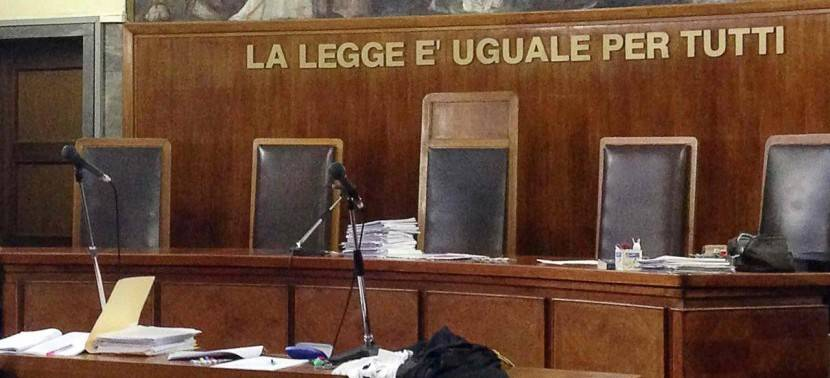 LA LEGGE E' UGUALE PER TUTTI